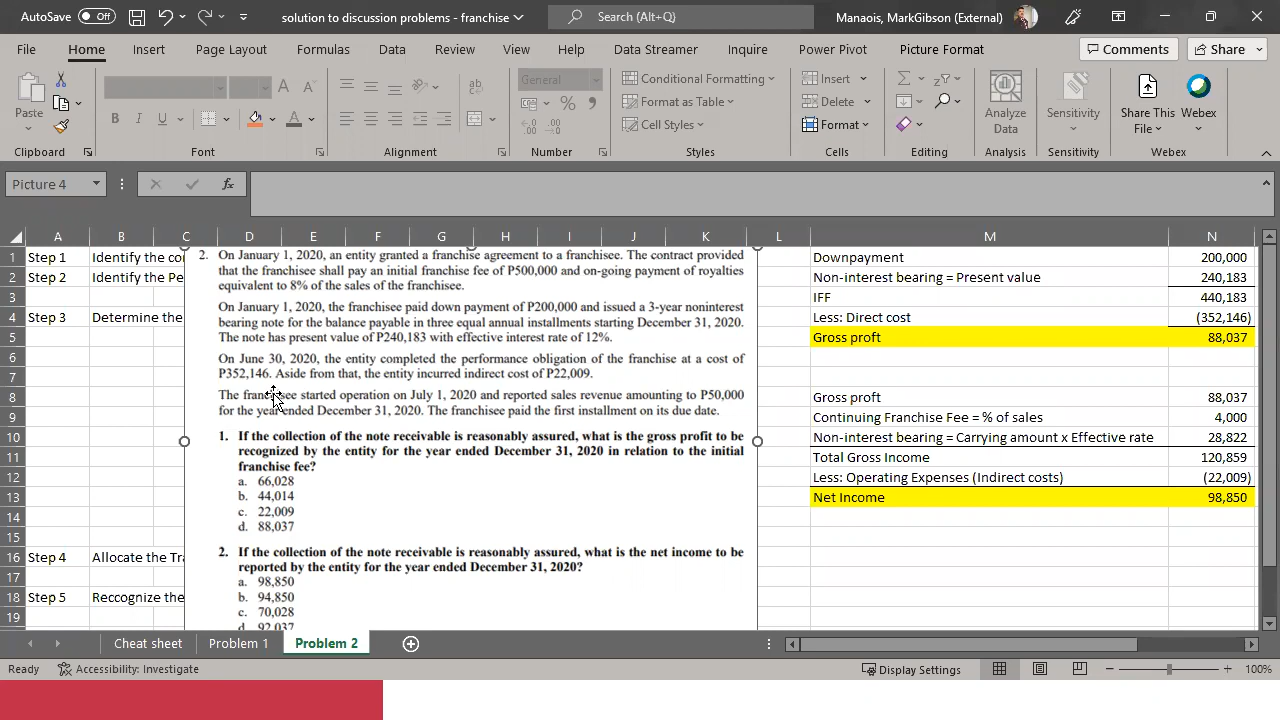 AutoSave Off solution to discussion problems - franchise Search (Alt+Q) Manaois, MarkGibson (External)
File Home Insert Page Layout Formulas Data Review View Help Data Streamer Inquire Power Pivot Picture Format Comments Share
Paste
Clipboard
B I U A
Font
ab
Alignment
General
% 9
Number
Conditional Formatting
Format as Table
Cell Styles
Styles
Insert
Delete
Format
Cells
Editing
Analyze
Data
Analysis
Sensitivity
Sensitivity
Share This
File
Webex
Webex
Picture 4 fx
A B C D E F G H I J K L M N
1 Step 1 Identify the co
2 Step 2 Identify the Pe
3
4 Step 3 Determine the
5
6
7
8
9
10
11
12
13
14
15
16 Step 4 Allocate the Tra
17
18 Step 5 Reccognize the
19
2. On January 1, 2020, an entity granted a franchise agreement to a franchisee. The contract provided
that the franchisee shall pay an initial franchise fee of P500,000 and on-going payment of royalties
equivalent to 8% of the sales of the franchisee.
On January 1, 2020, the franchisee paid down payment of P200,000 and issued a 3-year noninterest
bearing note for the balance payable in three equal annual installments starting December 31, 2020.
The note has present value of P240,183 with effective interest rate of 12%.
On June 30, 2020, the entity completed the performance obligation of the franchise at a cost of
P352,146. Aside from that, the entity incurred indirect cost of P22,009.
The franchisee started operation on July 1, 2020 and reported sales revenue amounting to P50,000
for the year ended December 31, 2020. The franchisee paid the first installment on its due date.
1. If the collection of the note receivable is reasonably assured, what is the gross profit to be
recognized by the entity for the year ended December 31, 2020 in relation to the initial
franchise fee?
a. 66,028
b. 44,014
c. 22,009
d. 88,037
2. If the collection of the note receivable is reasonably assured, what is the net income to be
reported by the entity for the year ended December 31, 2020?
a. 98,850
b. 94,850
c. 70,028
d. 92,037
Downpayment 200,000
Non-interest bearing = Present value 240,183
IFF 440,183
Less: Direct cost (352,146)
Gross proft 88,037
Gross profit 88,037
Continuing Franchise Fee = % of sales 4,000
Non-interest bearing = Carrying amount x Effective rate 28,822
Total Gross Income 120,859
Less: Operating Expenses (Indirect costs) (22,009)
Net Income 98,850
Cheat sheet Problem 1 Problem 2
Ready Accessibility: Investigate Display Settings 100%